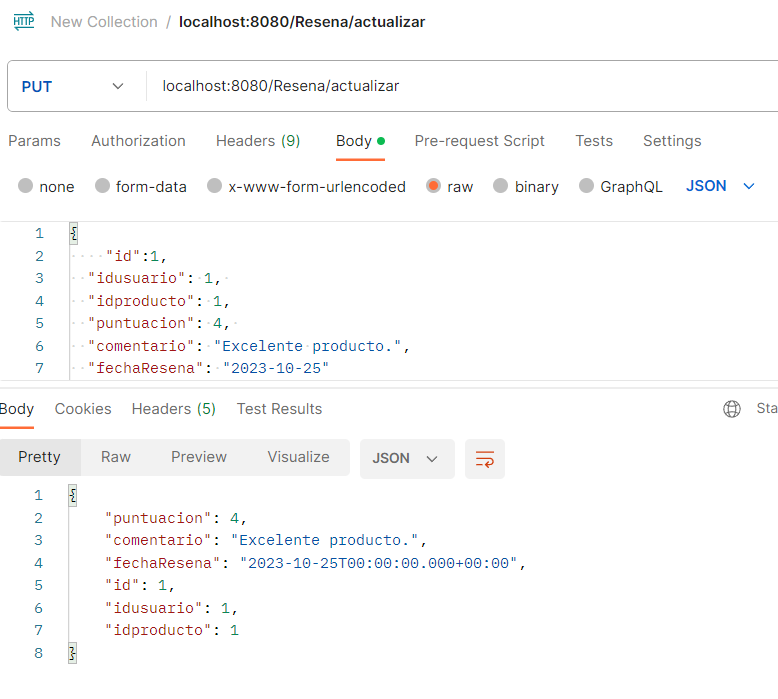 HTTP New Collection / localhost:8080/Resena/actualizar
PUT localhost:8080/Resena/actualizar
Params Authorization Headers (9) Body Pre-request Script Tests Settings
none form-data x-www-form-urlencoded raw binary GraphQL JSON
1 {
2 ····"id":1,
3 ··"idusuario":·1,·
4 ··"idproducto":·1,
5 ··"puntuacion":·4,·
6 ··"comentario":·"Excelente·producto.",
7 ··"fechaResena":·"2023-10-25"
Body Cookies Headers (5) Test Results Sta
Pretty Raw Preview Visualize JSON
1 {
2 "puntuacion": 4,
3 "comentario": "Excelente producto.",
4 "fechaResena": "2023-10-25T00:00:00.000+00:00",
5 "id": 1,
6 "idusuario": 1,
7 "idproducto": 1
8 }